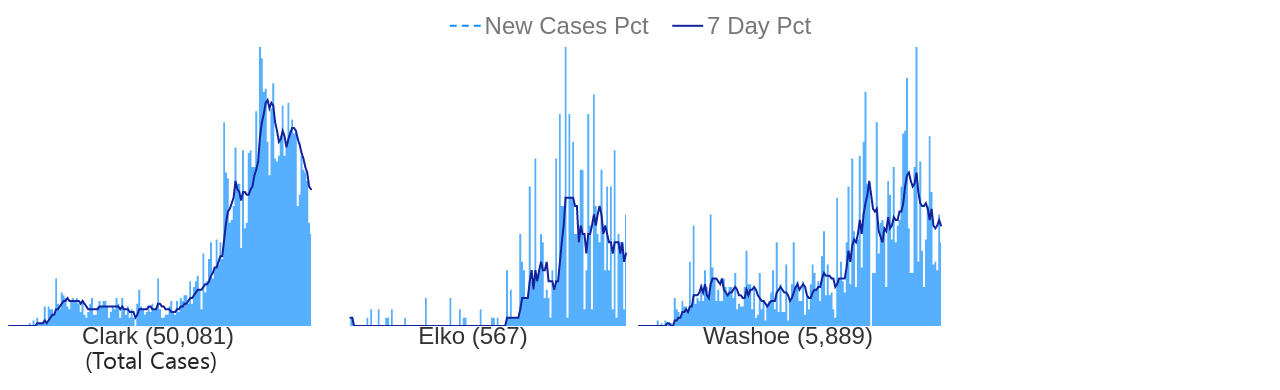 New Cases Pct 7 Day Pct
Clark (50,081) Elko (567) Washoe (5,889)
(Total Cases)